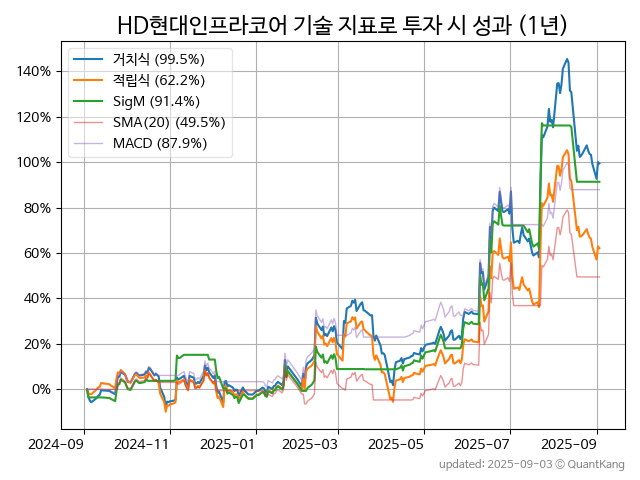 HD현대인프라코어 기술 지표로 투자 시 성과 (1년)
거치식 (99.5%)
적립식 (62.2%)
SigM (91.4%)
SMA(20) (49.5%)
MACD (87.9%)
140%
120%
100%
80%
60%
40%
20%
0%
2024-09 2024-11 2025-01 2025-03 2025-05 2025-07 2025-09
updated: 2025-09-03 © QuantKang